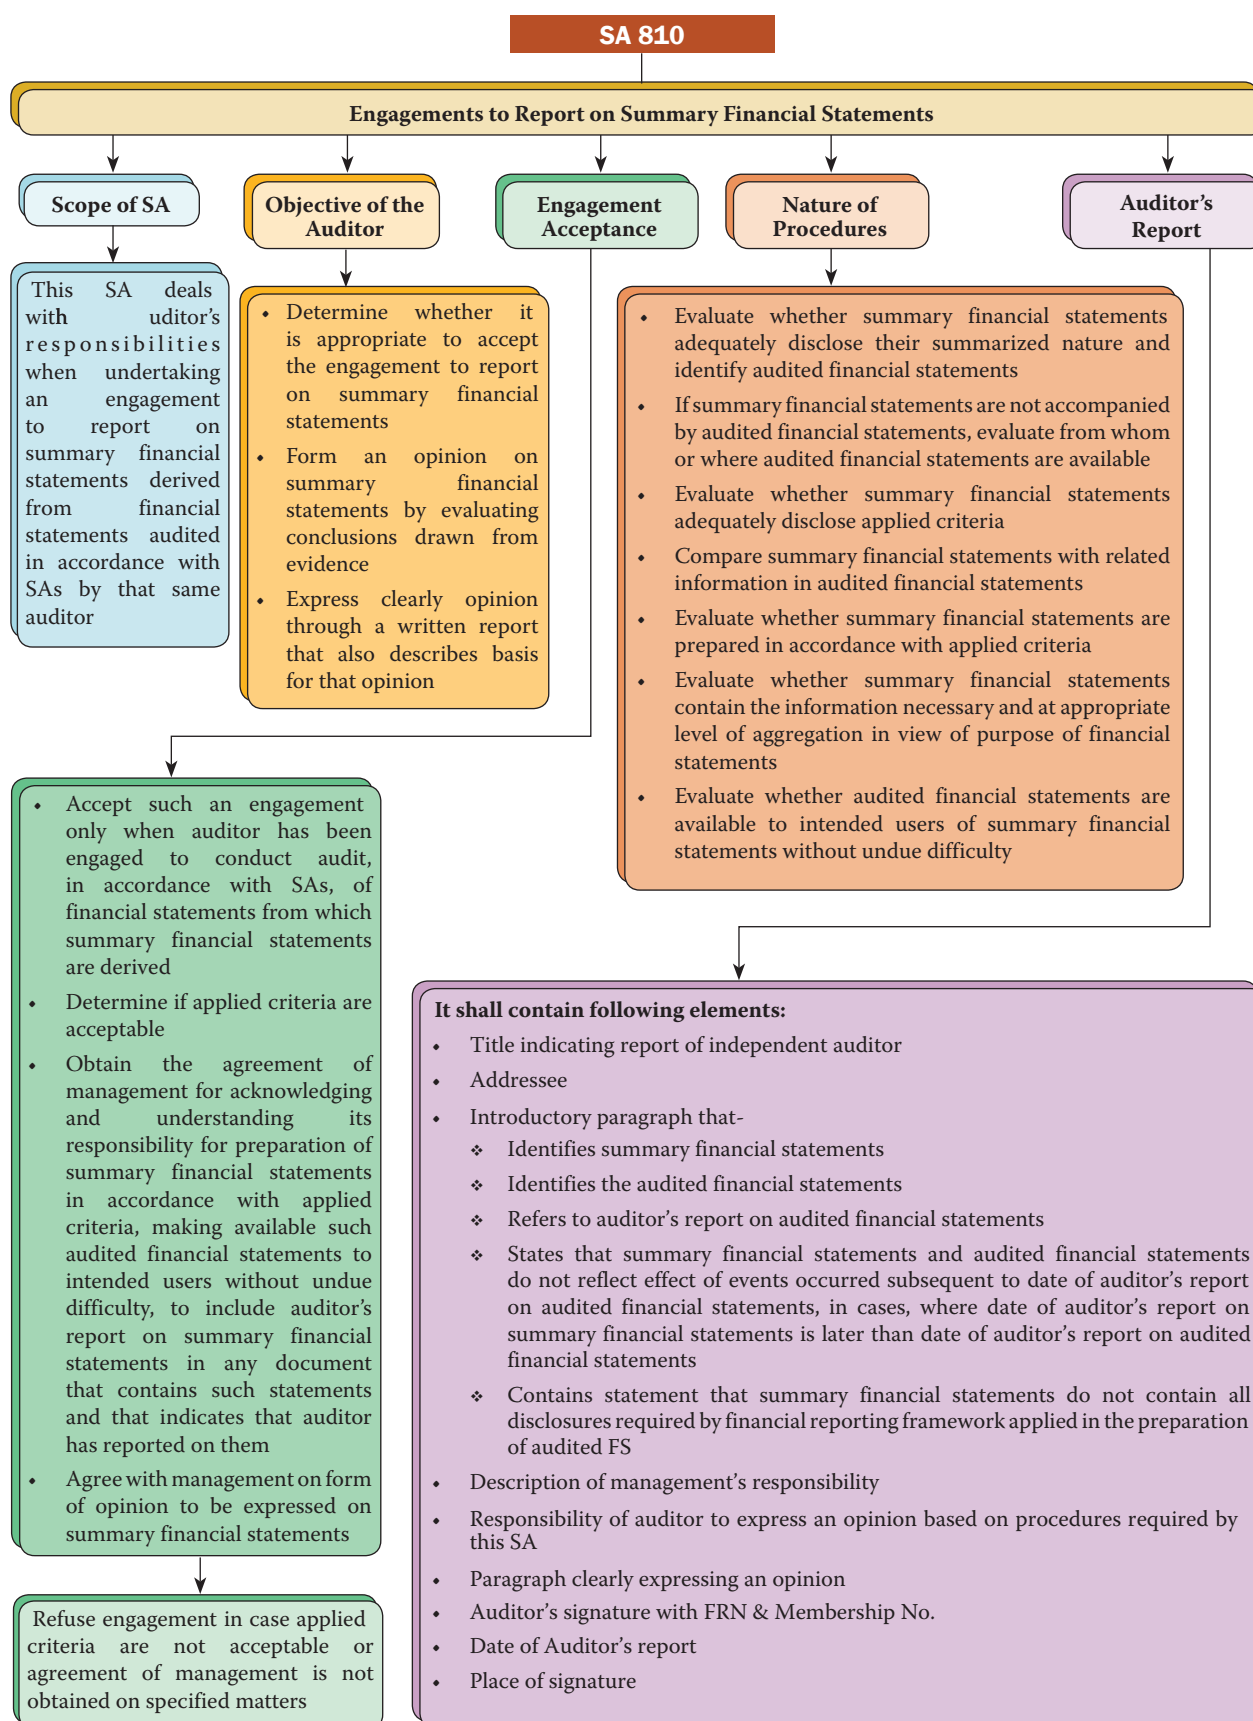 SA 810
Engagements to Report on Summary Financial Statements
Scope of SA
This SA deals
with uditor's
responsibilities
when undertaking
an engagement
to report on
summary financial
statements derived
from financial
statements audited
in accordance with
SAs by that same
auditor
Objective of the
Auditor
• Determine whether it
is appropriate to accept
the engagement to report
on summary financial
statements
• Form an opinion on
summary financial
statements by evaluating
conclusions drawn from
evidence
• Express clearly opinion
through a written report
that also describes basis
for that opinion
Engagement
Acceptance
• Accept such an engagement
only when auditor has been
engaged to conduct audit,
in accordance with SAs, of
financial statements from which
summary financial statements
are derived
• Determine if applied criteria are
acceptable
• Obtain the agreement of
management for acknowledging
and understanding its
responsibility for preparation of
summary financial statements
in accordance with applied
criteria, making available such
audited financial statements to
intended users without undue
difficulty, to include auditor's
report on summary financial
statements in any document
that contains such statements
and that indicates that auditor
has reported on them
• Agree with management on form
of opinion to be expressed on
summary financial statements
Refuse engagement in case applied
criteria are not acceptable or
agreement of management is not
obtained on specified matters
Nature of
Procedures
• Evaluate whether summary financial statements
adequately disclose their summarized nature and
identify audited financial statements
• If summary financial statements are not accompanied
by audited financial statements, evaluate from whom
or where audited financial statements are available
• Evaluate whether summary financial statements
adequately disclose applied criteria
• Compare summary financial statements with related
information in audited financial statements
• Evaluate whether summary financial statements are
prepared in accordance with applied criteria
• Evaluate whether summary financial statements
contain the information necessary and at appropriate
level of aggregation in view of purpose of financial
statements
• Evaluate whether audited financial statements are
available to intended users of summary financial
statements without undue difficulty
Auditor's
Report
It shall contain following elements:
• Title indicating report of independent auditor
• Addressee
• Introductory paragraph that-
❖ Identifies summary financial statements
❖ Identifies the audited financial statements
❖ Refers to auditor's report on audited financial statements
❖ States that summary financial statements and audited financial statements
do not reflect effect of events occurred subsequent to date of auditor's report
on audited financial statements, in cases, where date of auditor's report on
summary financial statements is later than date of auditor's report on audited
financial statements
❖ Contains statement that summary financial statements do not contain all
disclosures required by financial reporting framework applied in the preparation
of audited FS
• Description of management's responsibility
• Responsibility of auditor to express an opinion based on procedures required by
this SA
• Paragraph clearly expressing an opinion
• Auditor's signature with FRN & Membership No.
• Date of Auditor's report
• Place of signature